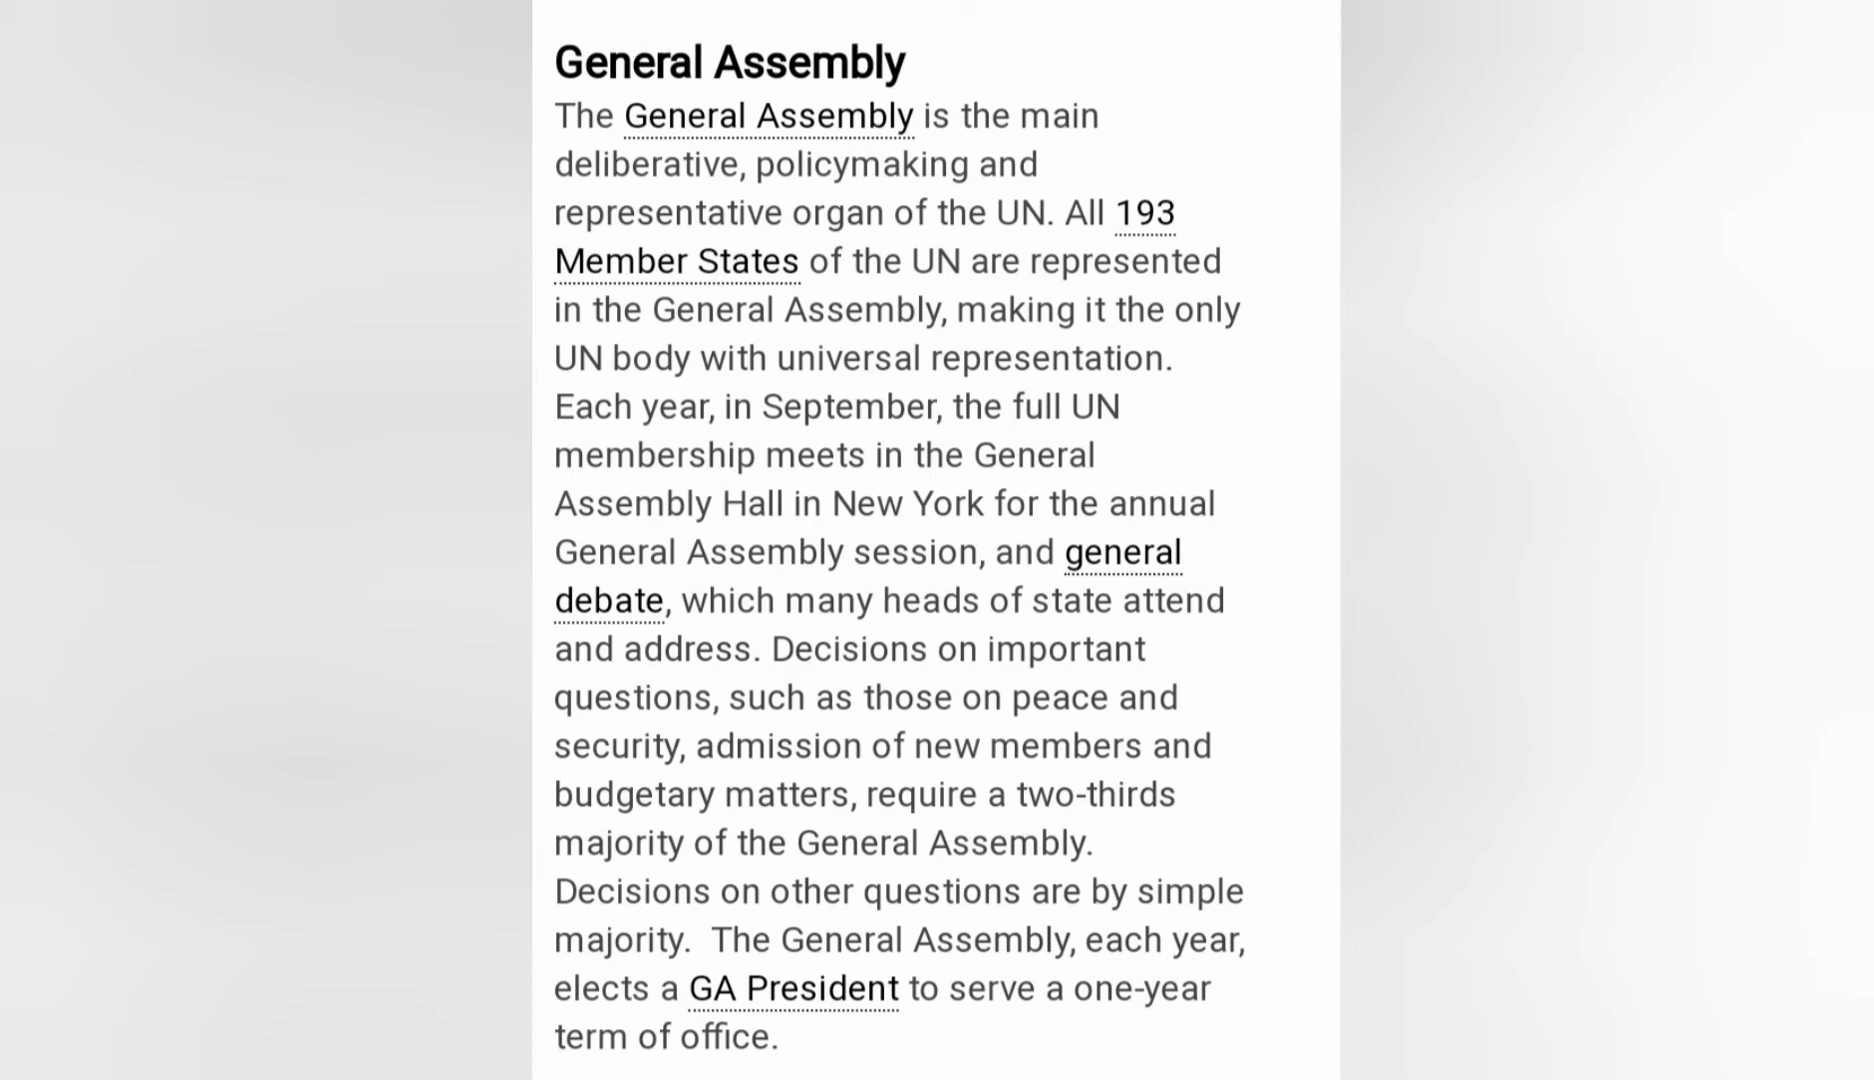 General Assembly
The General Assembly is the main
deliberative, policymaking and
representative organ of the UN. All 193
Member States of the UN are represented
in the General Assembly, making it the only
UN body with universal representation.
Each year, in September, the full UN
membership meets in the General
Assembly Hall in New York for the annual
General Assembly session, and general
debate, which many heads of state attend
and address. Decisions on important
questions, such as those on peace and
security, admission of new members and
budgetary matters, require a two-thirds
majority of the General Assembly.
Decisions on other questions are by simple
majority.  The General Assembly, each year,
elects a GA President to serve a one-year
term of office.